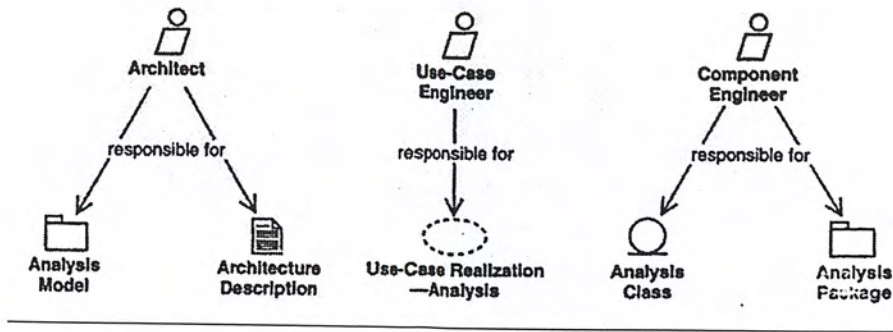 Architect
Use-Case
Engineer
Component
Engineer
responsible for
responsible for
responsible for
Analysis
Model
Architecture
Description
Use-Case Realization
—Analysis
Analysis
Class
Analysis
Package